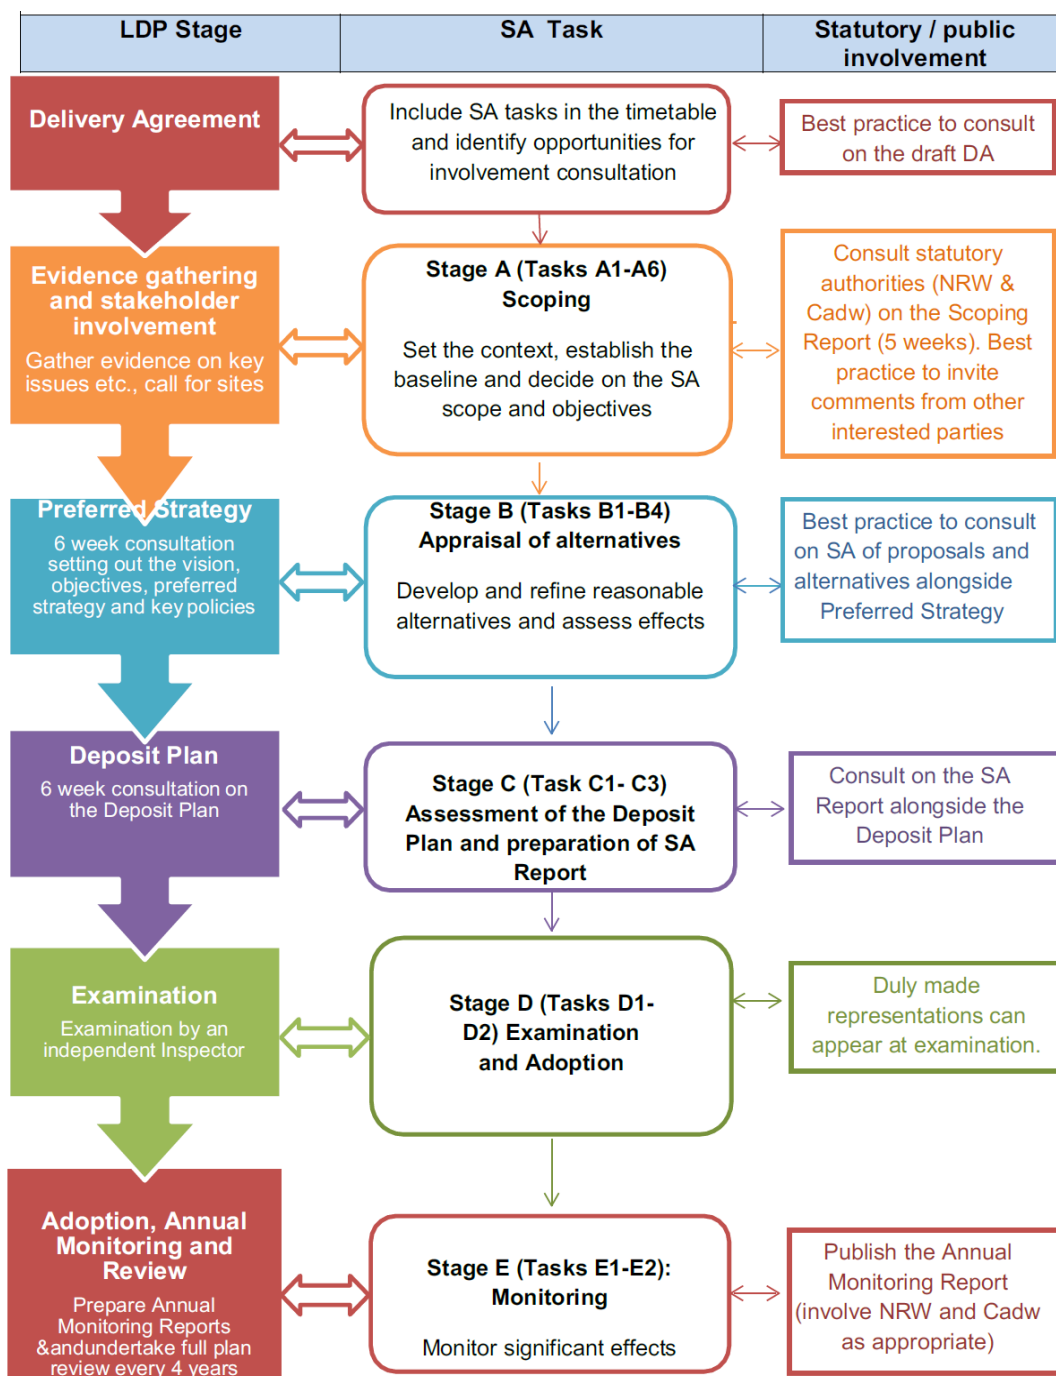 LDP Stage
SA Task
Statutory / public
involvement
Delivery Agreement
Include SA tasks in the timetable
and identify opportunities for
involvement consultation
Best practice to consult
on the draft DA
Evidence gathering
and stakeholder
involvement
Gather evidence on key
issues etc., call for sites
Stage A (Tasks A1-A6)
Scoping
Set the context, establish the
baseline and decide on the SA
scope and objectives
Consult statutory
authorities (NRW &
Cadw) on the Scoping
Report (5 weeks). Best
practice to invite
comments from other
interested parties
Preferred Strategy
6 week consultation
setting out the vision,
objectives, preferred
strategy and key policies
Stage B (Tasks B1-B4)
Appraisal of alternatives
Develop and refine reasonable
alternatives and assess effects
Best practice to consult
on SA of proposals and
alternatives alongside
Preferred Strategy
Deposit Plan
6 week consultation on
the Deposit Plan
Stage C (Task C1- C3)
Assessment of the Deposit
Plan and preparation of SA
Report
Consult on the SA
Report alongside the
Deposit Plan
Examination
Examination by an
independent Inspector
Stage D (Tasks D1-
D2) Examination
and Adoption
Duly made
representations can
appear at examination.
Adoption, Annual
Monitoring and
Review
Prepare Annual
Monitoring Reports
&andundertake full plan
review every 4 years
Stage E (Tasks E1-E2):
Monitoring
Monitor significant effects
Publish the Annual
Monitoring Report
(involve NRW and Cadw
as appropriate)